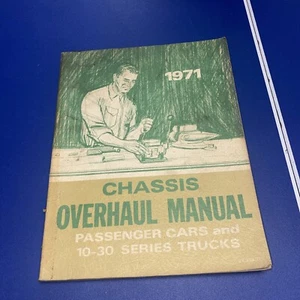 1971
CHASSIS
OVERHAUL MANUAL
PASSENGER CARS and
10-30 SERIES TRUCKS